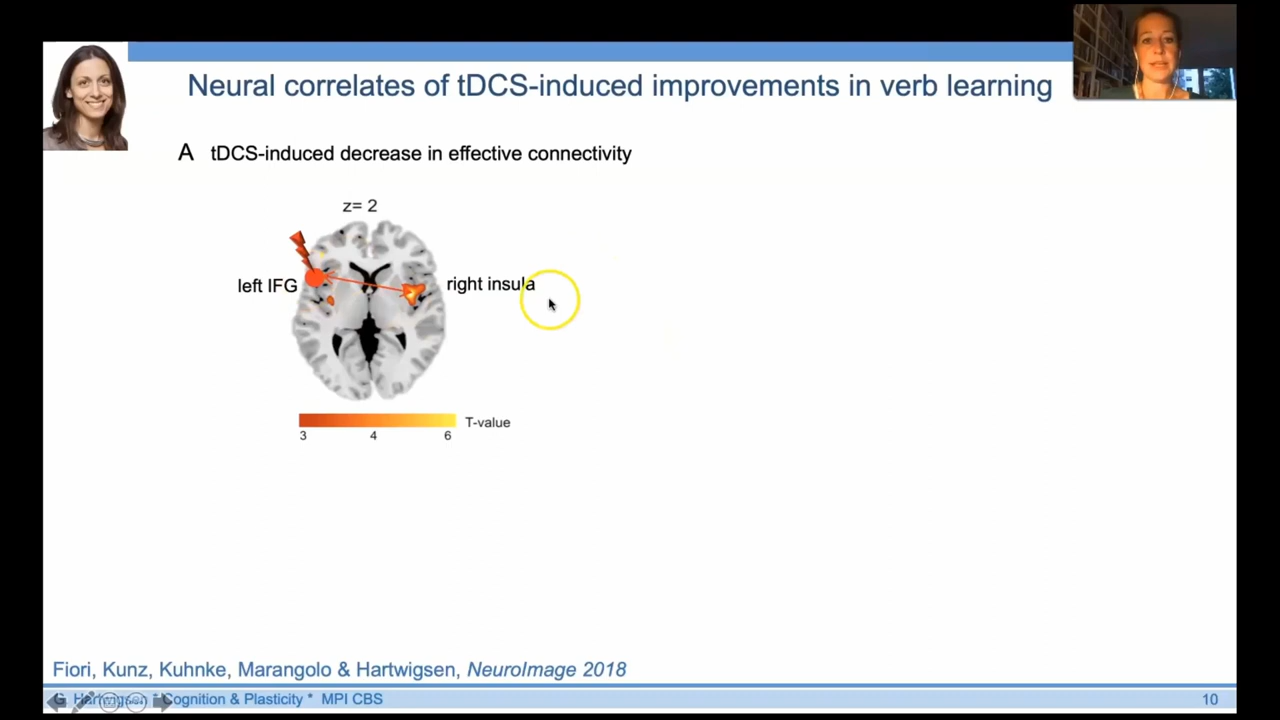 Neural correlates of tDCS-induced improvements in verb learning
A tDCS-induced decrease in effective connectivity
z= 2
left IFG
right insula
T-value
3 4 6
Fiori, Kunz, Kuhnke, Marangolo & Hartwigsen, NeuroImage 2018
G. Hartwigsen * Cognition & Plasticity * MPI CBS
10